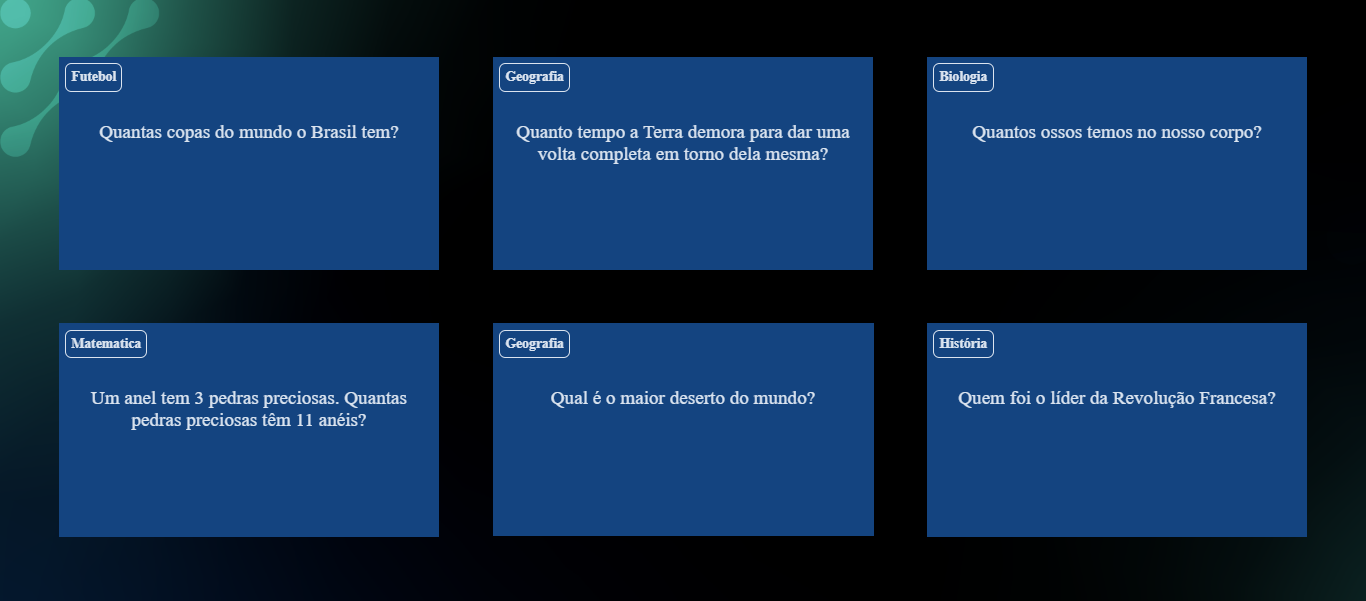 Futebol
Quantas copas do mundo o Brasil tem?
Geografia
Quanto tempo a Terra demora para dar uma
volta completa em torno dela mesma?
Biologia
Quantos ossos temos no nosso corpo?
Matematica
Um anel tem 3 pedras preciosas. Quantas
pedras preciosas têm 11 anéis?
Geografia
Qual é o maior deserto do mundo?
História
Quem foi o líder da Revolução Francesa?